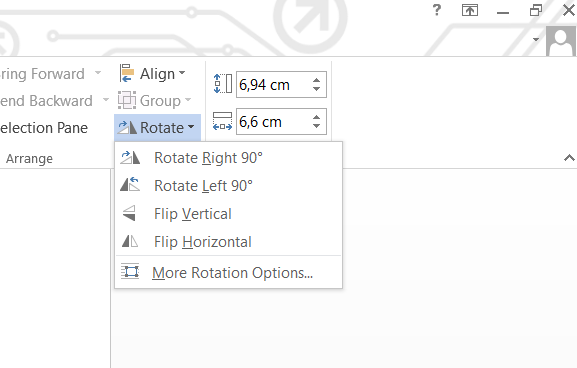 ?
ring Forward
Align
6,94 cm
end Backward
Group
6,6 cm
election Pane
Rotate
Arrange
Rotate Right 90°
Rotate Left 90°
Flip Vertical
Flip Horizontal
More Rotation Options...